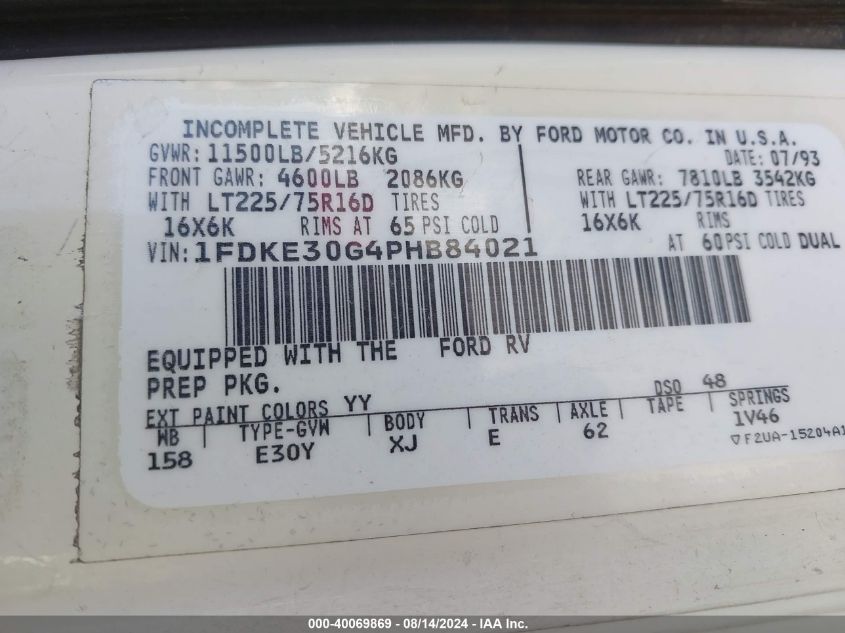 INCOMPLETE VEHICLE MFD. BY FORD MOTOR CO. IN U.S.A.
GVWR: 11500LB/5216KG DATE: 07/93
FRONT GAWR: 4600LB 2086KG REAR GAWR: 7810LB 3542KG
WITH LT225/75R16D TIRES WITH LT225/75R16D TIRES
16X6K RIMS AT 65 PSI COLD 16X6K RIMS
VIN: 1FDKE30G4PHB84021 AT 60 PSI COLD DUAL
EQUIPPED WITH THE FORD RV
PREP PKG.
EXT PAINT COLORS YY DSO 48
WB TYPE-GVW BODY TRANS AXLE TAPE SPRINGS
158 E30Y XJ E 62 1V46
▽F2UA-15204A1
000-40069869 | 08/14/2024 - IAA Inc.